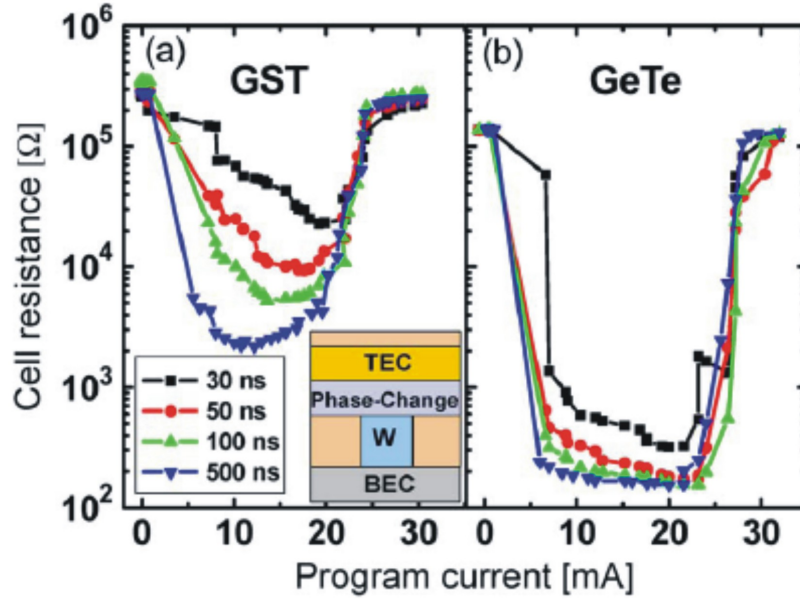 (a)
GST
(b)
GeTe
10^6
10^5
10^4
10^3
10^2
Cell resistance [Ω]
30 ns
50 ns
100 ns
500 ns
TEC
Phase-Change
W
BEC
0 10 20 30
0 10 20 30
Program current [mA]